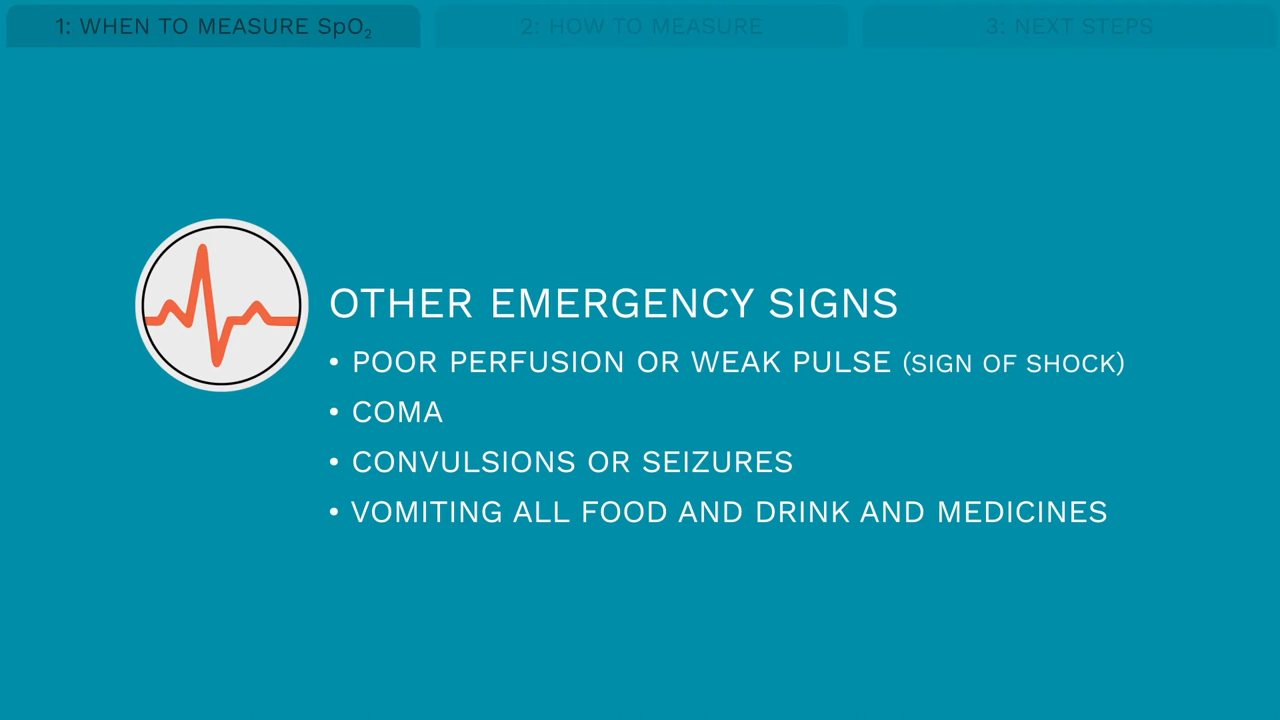 1: WHEN TO MEASURE SpO₂
2: HOW TO MEASURE
3: NEXT STEPS
OTHER EMERGENCY SIGNS
• POOR PERFUSION OR WEAK PULSE (SIGN OF SHOCK)
• COMA
• CONVULSIONS OR SEIZURES
• VOMITING ALL FOOD AND DRINK AND MEDICINES